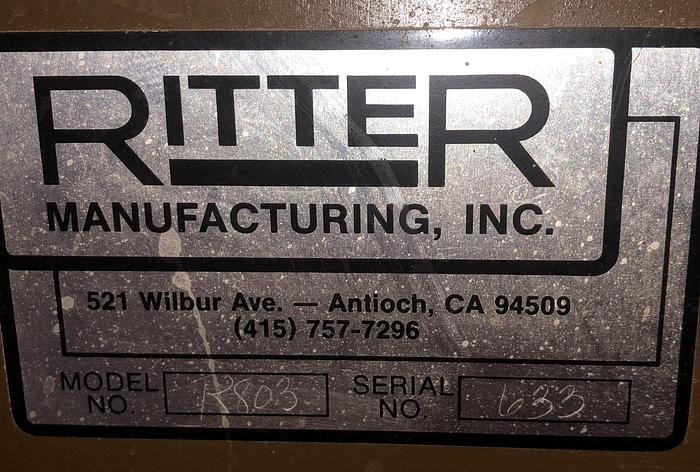 RITTER
MANUFACTURING, INC.
521 Wilbur Ave. — Antioch, CA 94509
(415) 757-7296
MODEL NO. R803 SERIAL NO. 633